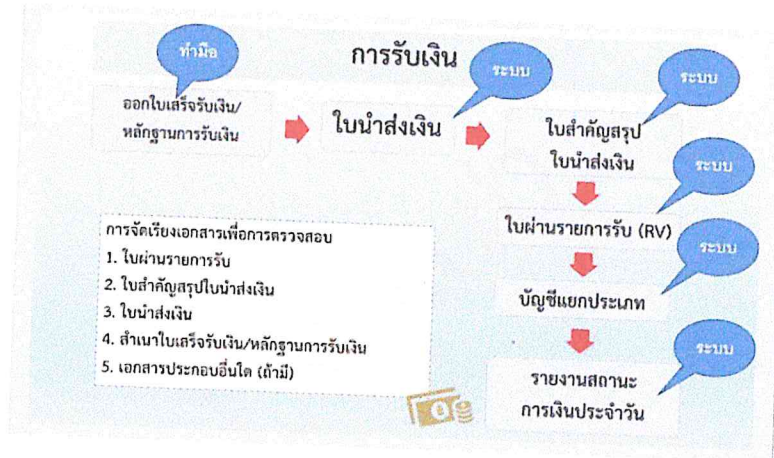 การรับเงิน
ทำมือ
ออกใบเสร็จรับเงิน/
หลักฐานการรับเงิน
ระบบ
ใบนำส่งเงิน
ระบบ
ใบสำคัญสรุป
ใบนำส่งเงิน
ระบบ
ใบผ่านรายการรับ (RV)
ระบบ
บัญชีแยกประเภท
ระบบ
รายงานสถานะ
การเงินประจำวัน
การจัดเรียงเอกสารเพื่อการตรวจสอบ
1. ใบผ่านรายการรับ
2. ใบสำคัญสรุปใบนำส่งเงิน
3. ใบนำส่งเงิน
4. สำเนาใบเสร็จรับเงิน/หลักฐานการรับเงิน
5. เอกสารประกอบอื่นใด (ถ้ามี)